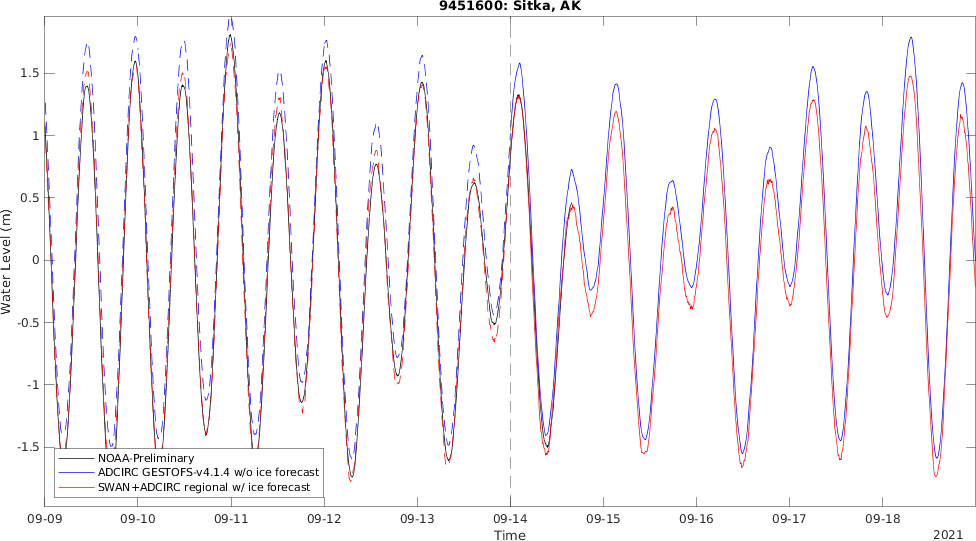 9451600: Sitka, AK
1.5
1
0.5
0
-0.5
-1
-1.5
Water Level (m)
NOAA-Preliminary
ADCIRC GESTOFS-v4.1.4 w/o ice forecast
SWAN+ADCIRC regional w/ ice forecast
09-09 09-10 09-11 09-12 09-13 09-14 09-15 09-16 09-17 09-18
Time
2021